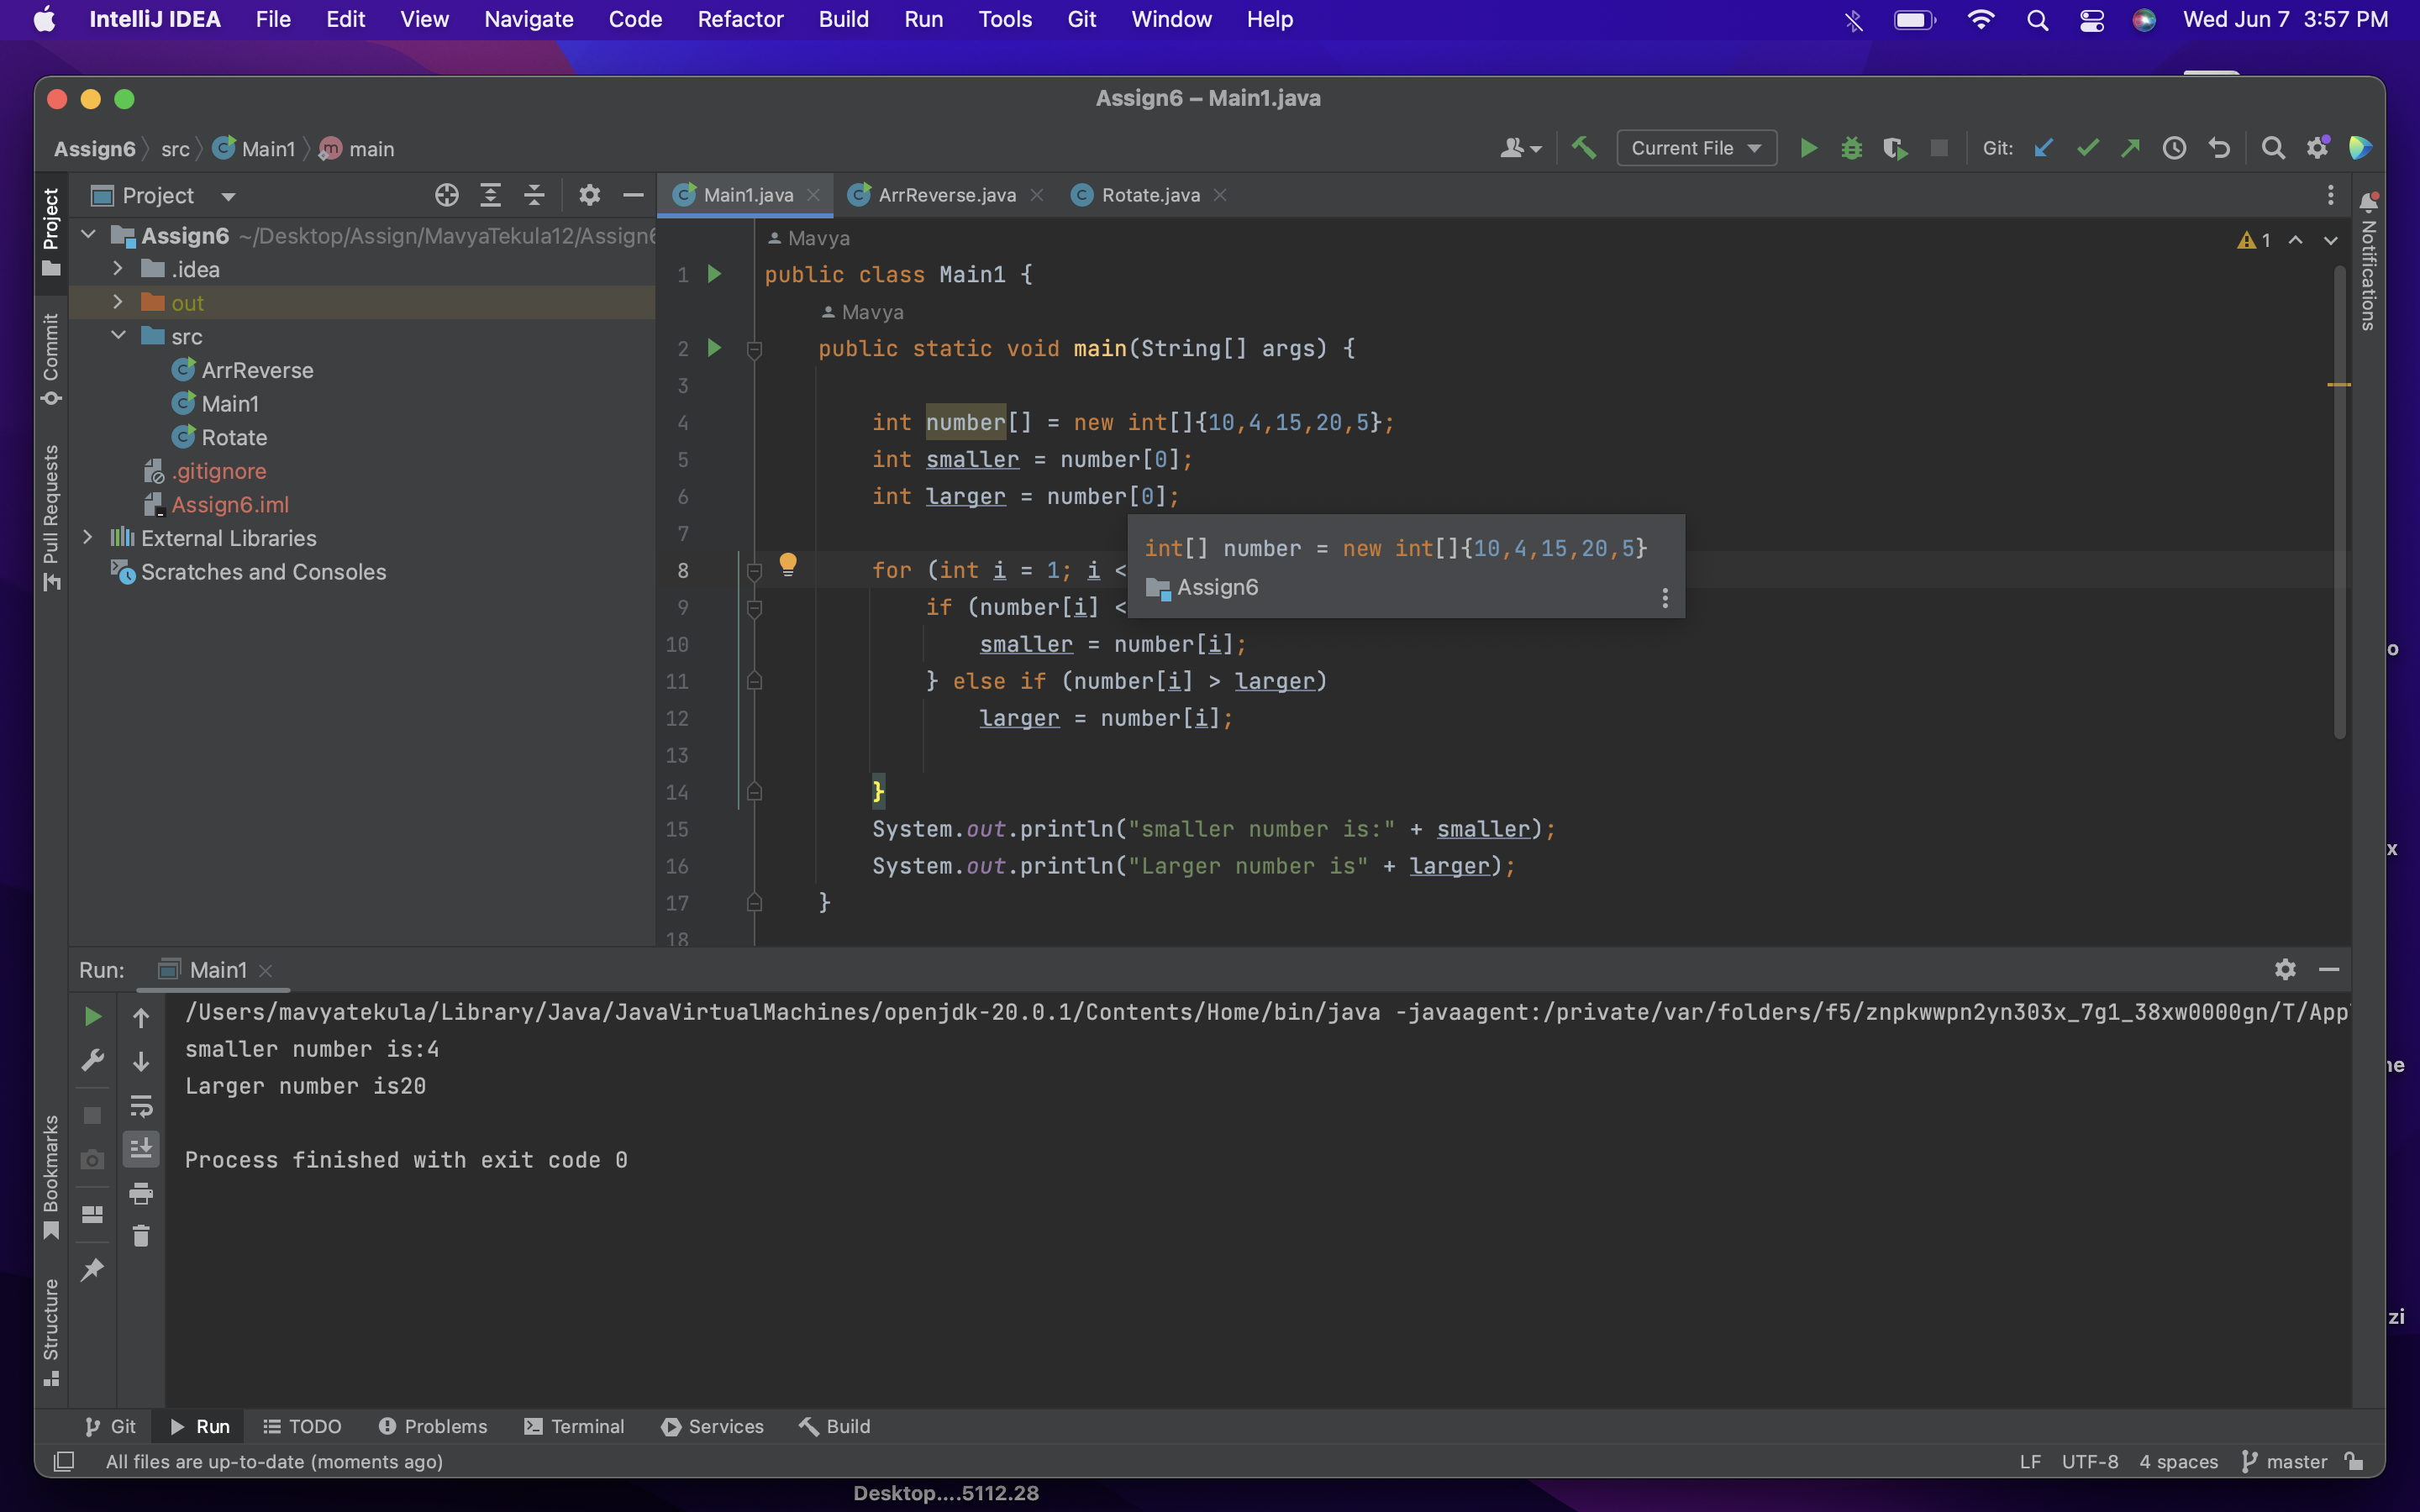 IntelliJ IDEA File Edit View Navigate Code Refactor Build Run Tools Git Window Help Wed Jun 7 3:57 PM
Assign6 – Main1.java
Assign6 src Main1 main Current File Git:
Project Main1.java ArrReverse.java Rotate.java
Project
Commit
Pull Requests
Bookmarks
Structure
Notifications
Assign6 ~/Desktop/Assign/MavyaTekula12/Assign6
.idea
out
src
ArrReverse
Main1
Rotate
.gitignore
Assign6.iml
External Libraries
Scratches and Consoles
Mavya
1
1 public class Main1 {
Mavya
2 public static void main(String[] args) {
3
4 int number[] = new int[]{10,4,15,20,5};
5 int smaller = number[0];
6 int larger = number[0];
7
int[] number = new int[]{10,4,15,20,5}
Assign6
8 for (int i = 1; i <
9 if (number[i] <
10 smaller = number[i];
11 } else if (number[i] > larger)
12 larger = number[i];
13
14 }
15 System.out.println("smaller number is:" + smaller);
16 System.out.println("Larger number is" + larger);
17 }
18
Run: Main1
/Users/mavyatekula/Library/Java/JavaVirtualMachines/openjdk-20.0.1/Contents/Home/bin/java -javaagent:/private/var/folders/f5/znpkwwpn2yn303x_7g1_38xw0000gn/T/App
smaller number is:4
Larger number is20
Process finished with exit code 0
Git Run TODO Problems Terminal Services Build
All files are up-to-date (moments ago) LF UTF-8 4 spaces master
Desktop....5112.28
o
x
zi